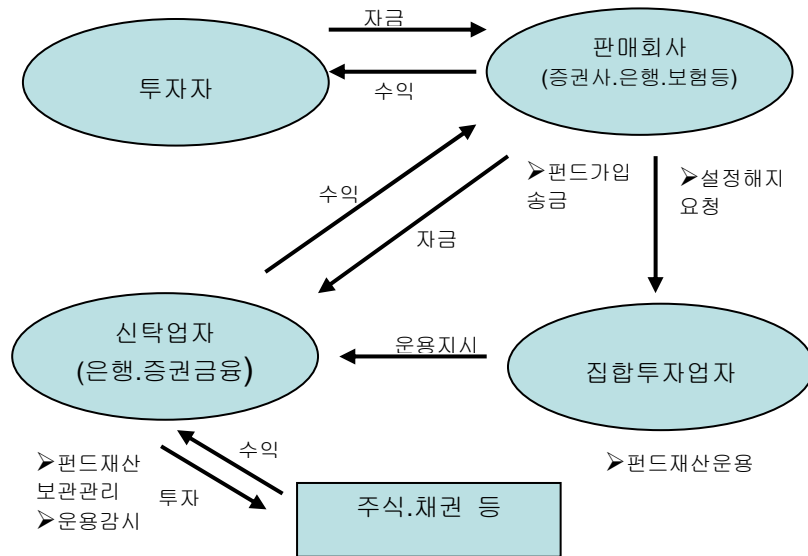 자금
투자자
판매회사
(증권사.은행.보험등)
수익
수익
자금
➢펀드가입
송금
➢설정해지
요청
신탁업자
(은행.증권금융)
운용지시
집합투자업자
➢펀드재산
보관관리
➢운용감시
수익
투자
➢펀드재산운용
주식.채권 등